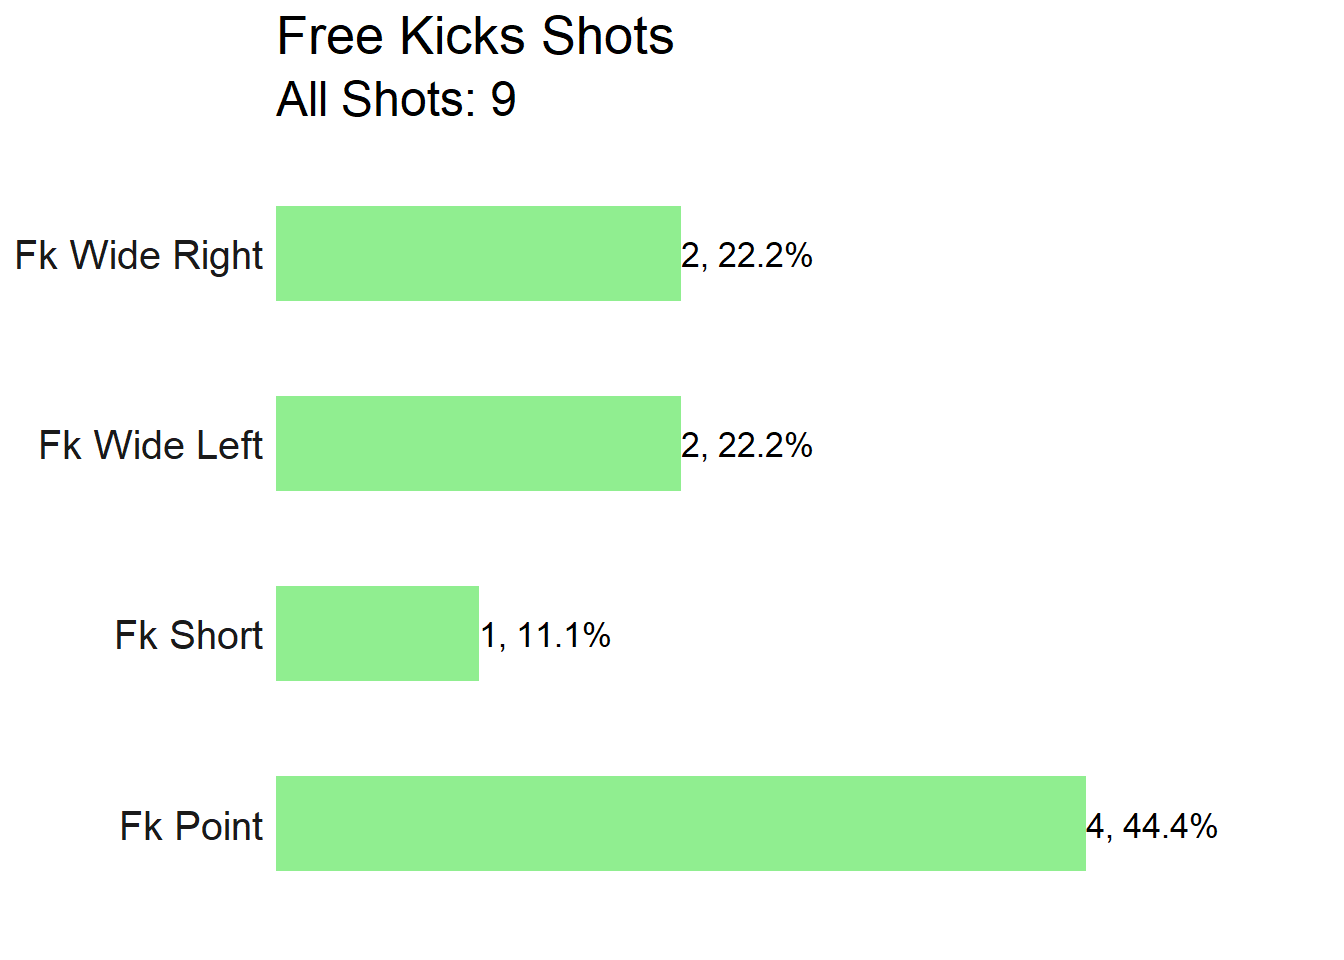 Free Kicks Shots
All Shots: 9
Fk Wide Right
2, 22.2%
Fk Wide Left
2, 22.2%
Fk Short
1, 11.1%
Fk Point
4, 44.4%